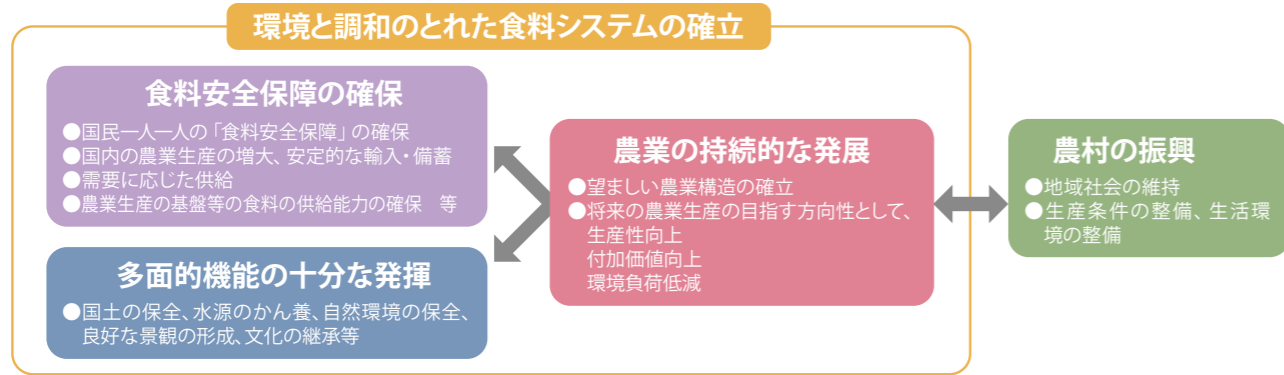 環境と調和のとれた食料システムの確立
食料安全保障の確保
●国民一人一人の「食料安全保障」の確保
●国内の農業生産の増大、安定的な輸入・備蓄
●需要に応じた供給
●農業生産の基盤等の食料の供給能力の確保　等
多面的機能の十分な発揮
●国土の保全、水源のかん養、自然環境の保全、
良好な景観の形成、文化の継承等
農業の持続的な発展
●望ましい農業構造の確立
●将来の農業生産の目指す方向性として、
生産性向上
付加価値向上
環境負荷低減
農村の振興
●地域社会の維持
●生産条件の整備、生活環
境の整備